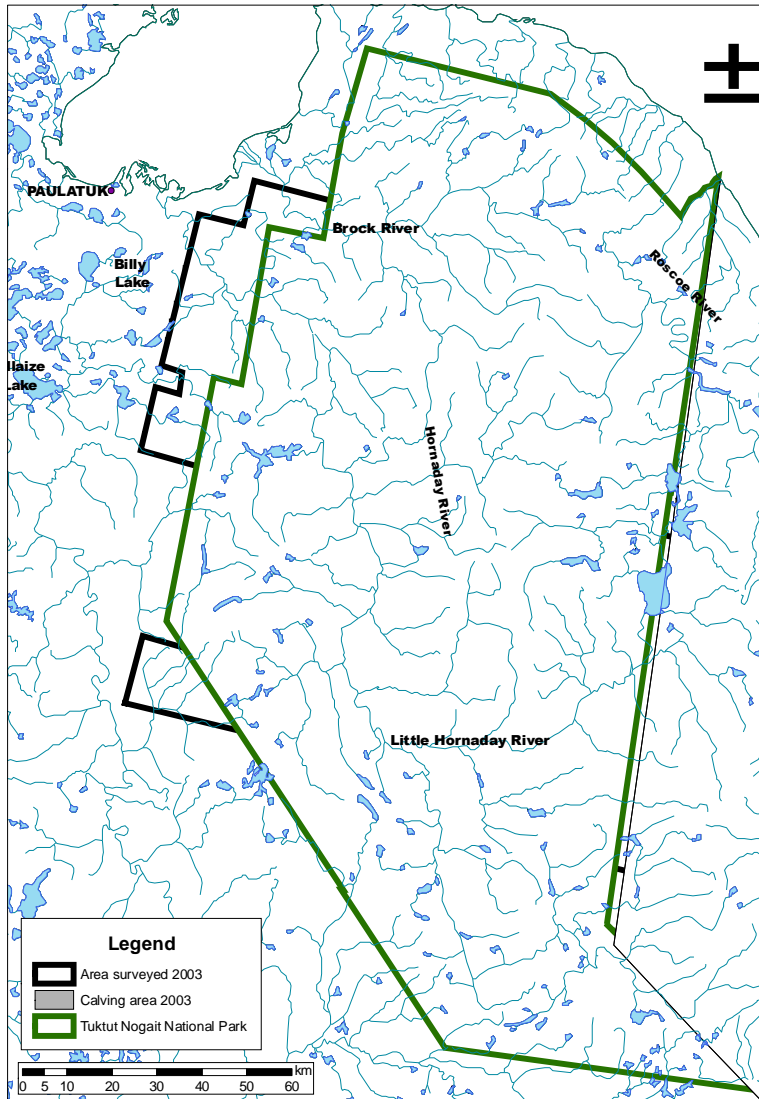 PAULATUK
Brock River
Billy
Lake
Roscoe River
llaize
Lake
Hornaday River
Little Hornaday River
Legend
Area surveyed 2003
Calving area 2003
Tuktut Nogait National Park
km
0 5 10 20 30 40 50 60